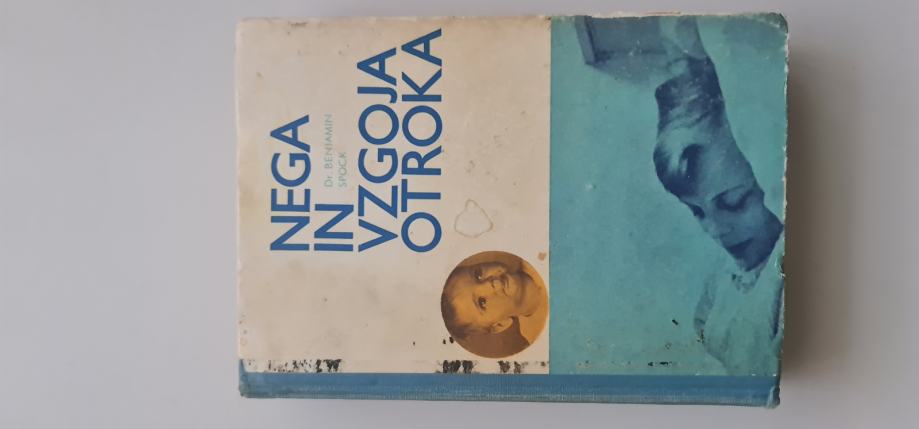 NEGA
IN
Dr. BENJAMIN
SPOCK
VZGOJA
OTROKA